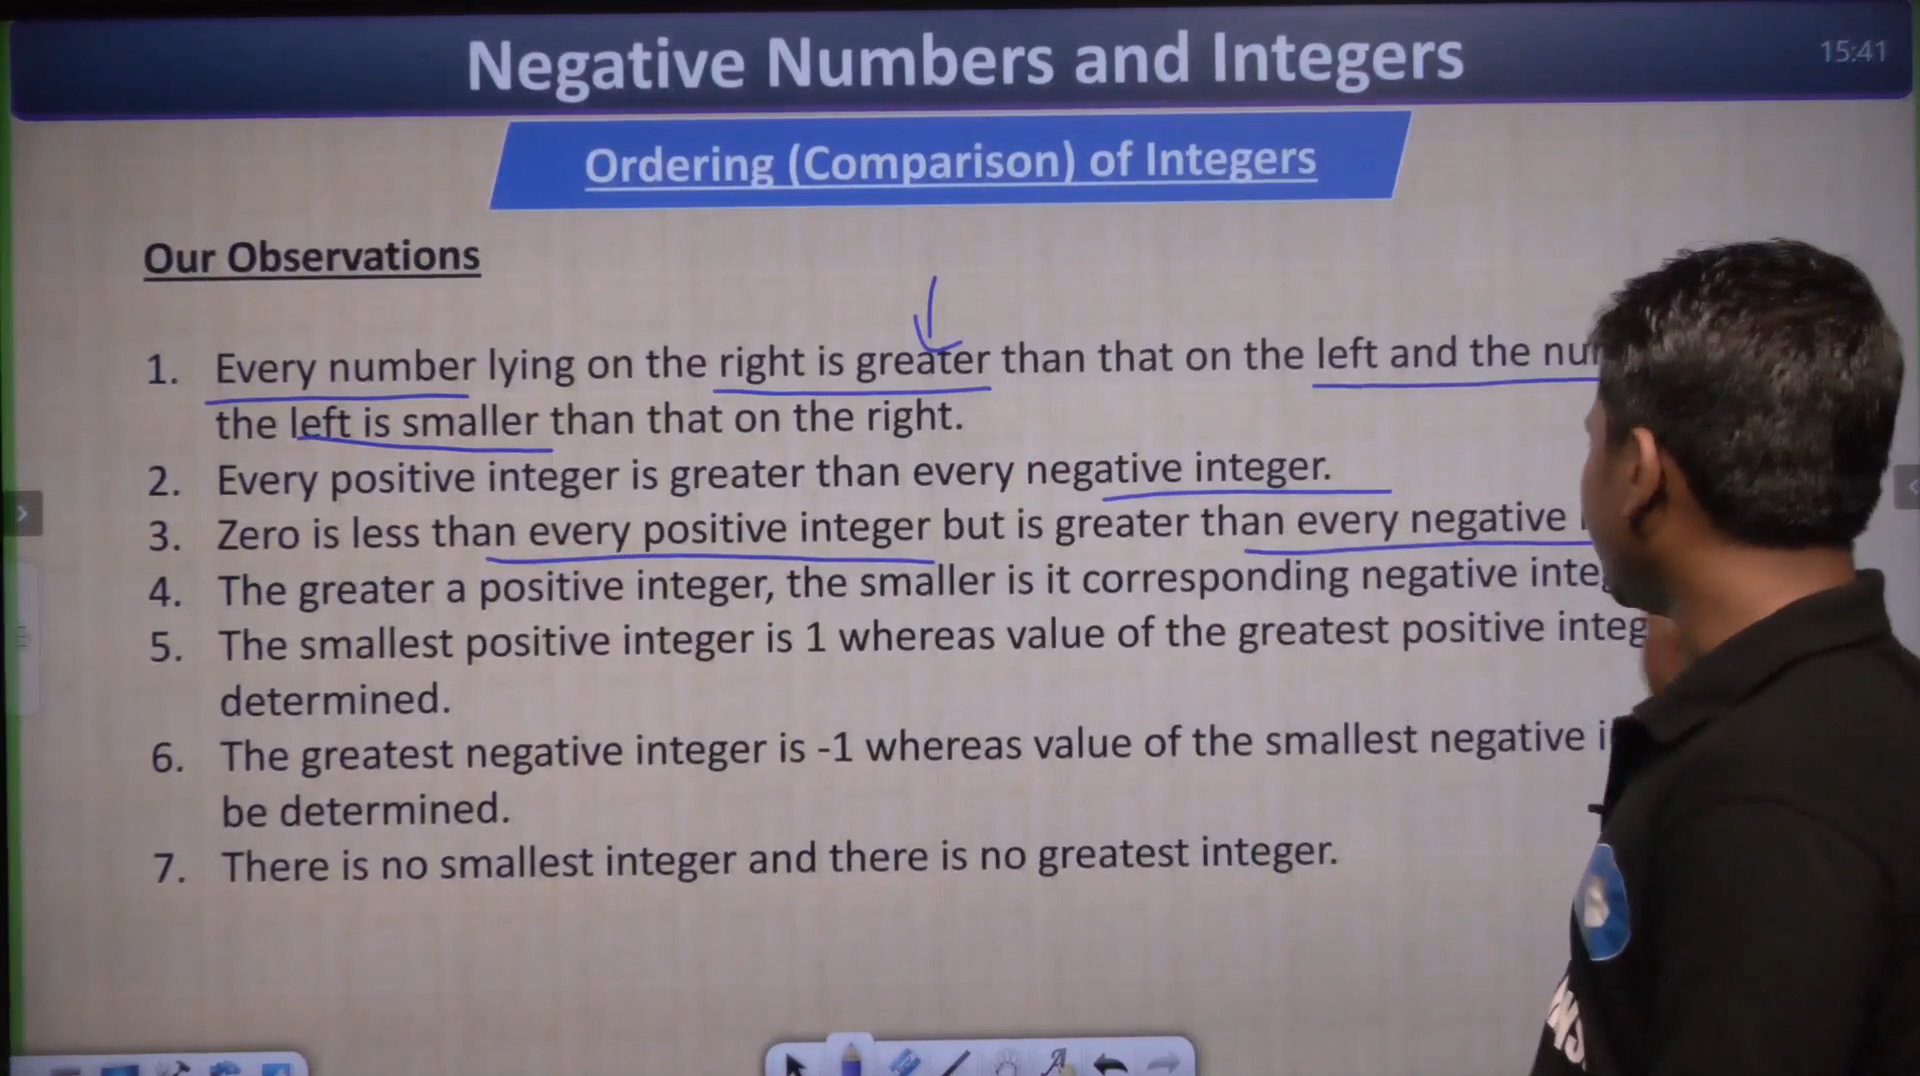 Negative Numbers and Integers
15:41
Ordering (Comparison) of Integers
Our Observations
1. Every number lying on the right is greater than that on the left and the
the left is smaller than that on the right.
2. Every positive integer is greater than every negative integer.
3. Zero is less than every positive integer but is greater than every negative
4. The greater a positive integer, the smaller is it corresponding negative
5. The smallest positive integer is 1 whereas value of the greatest positive
determined.
6. The greatest negative integer is -1 whereas value of the smallest negative
be determined.
7. There is no smallest integer and there is no greatest integer.